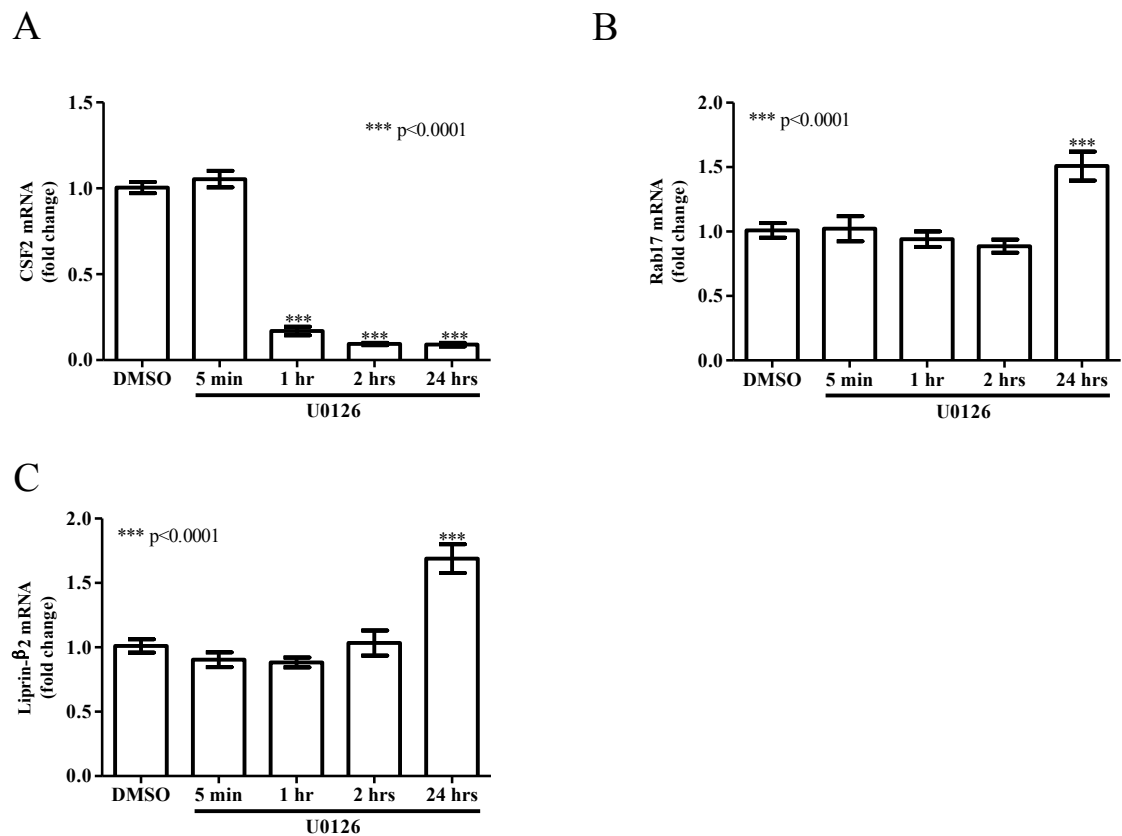 A
CSF2 mRNA
(fold change)
1.5
1.0
0.5
0.0
*** p<0.0001
***
***
***
DMSO 5 min 1 hr 2 hrs 24 hrs
U0126
B
Rab17 mRNA
(fold change)
2.0
1.5
1.0
0.5
0.0
*** p<0.0001
***
DMSO 5 min 1 hr 2 hrs 24 hrs
U0126
C
Liprin-β2 mRNA
(fold change)
2.0
1.5
1.0
0.5
0.0
*** p<0.0001
***
DMSO 5 min 1 hr 2 hrs 24 hrs
U0126